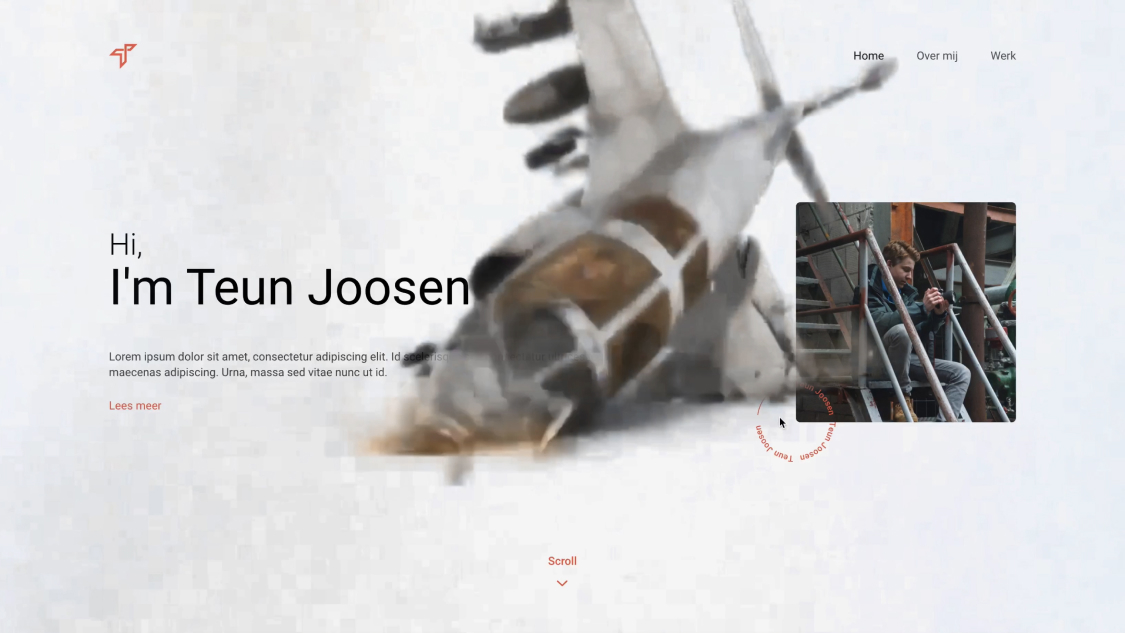 Home Over mij Werk
Hi,
I'm Teun Joosen
Lorem ipsum dolor sit amet, consectetur adipiscing elit. Id
maecenas adipiscing. Urna, massa sed vitae nunc ut id.
Lees meer
Teun Joosen Teun Joosen Joosen
Scroll